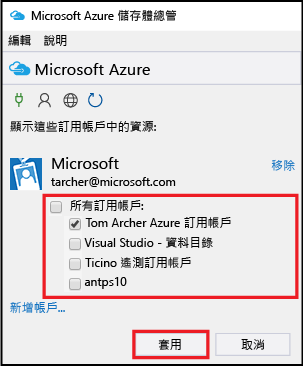 Microsoft Azure 儲存體總管
編輯 說明
Microsoft Azure
顯示這些訂用帳戶中的資源:
Microsoft 移除
tarcher@microsoft.com
所有訂用帳戶:
Tom Archer Azure 訂用帳戶
Visual Studio - 資料目錄
Ticino 遙測訂用帳戶
antps10
新增帳戶...
套用 取消